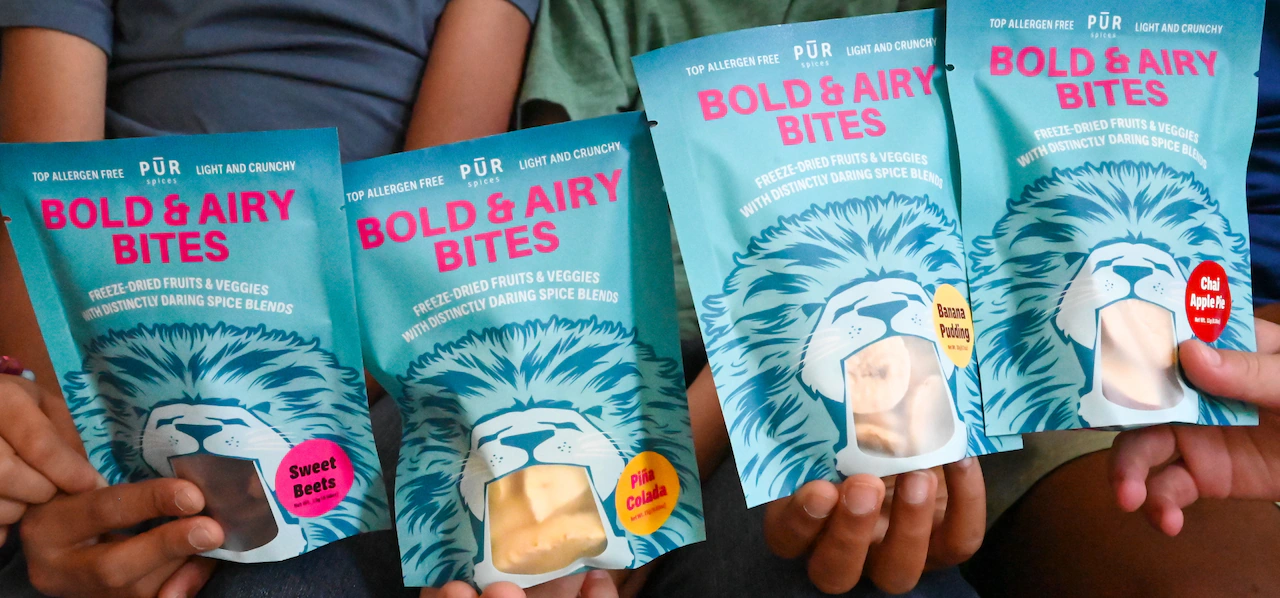 TOP ALLERGEN FREE
PŪR
spices
LIGHT AND CRUNCHY
BOLD & AIRY
BITES
FREEZE-DRIED FRUITS & VEGGIES
WITH DISTINCTLY DARING SPICE BLENDS
Sweet
Beets
TOP ALLERGEN FREE
PŪR
spices
LIGHT AND CRUNCHY
BOLD & AIRY
BITES
FREEZE-DRIED FRUITS & VEGGIES
WITH DISTINCTLY DARING SPICE BLENDS
Piña
Colada
TOP ALLERGEN FREE
PŪR
spices
LIGHT AND CRUNCHY
BOLD & AIRY
BITES
FREEZE-DRIED FRUITS & VEGGIES
WITH DISTINCTLY DARING SPICE BLENDS
Banana
Pudding
TOP ALLERGEN FREE
PŪR
spices
LIGHT AND CRUNCHY
BOLD & AIRY
BITES
FREEZE-DRIED FRUITS & VEGGIES
WITH DISTINCTLY DARING SPICE BLENDS
Chai
Apple Pie